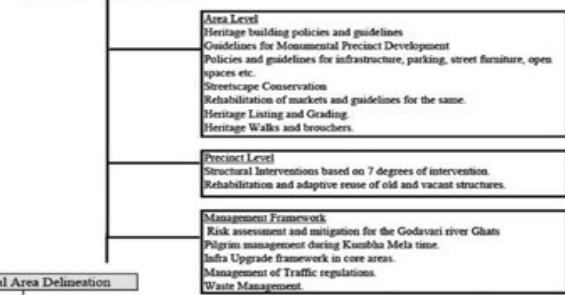 Area Level
Heritage building policies and guidelines
Guidelines for Monumental Precinct Development
Policies and guidelines for infrastructure, parking, street furniture, open
spaces etc.
Streetscape Conservation
Rehabilitation of markets and guidelines for the same.
Heritage Listing and Grading.
Heritage Walks and brouchers.
Precinct Level
Structural Interventions based on 7 degrees of intervention.
Rehabilitation and adaptive reuse of old and vacant structures.
Management Framework
Risk assessment and mitigation for the Godavari river Ghats
Pilgrim management during Kumbha Mela time.
Infra Upgrade framework in core areas.
Management of Traffic regulations.
Waste Management.
al Area Delineation